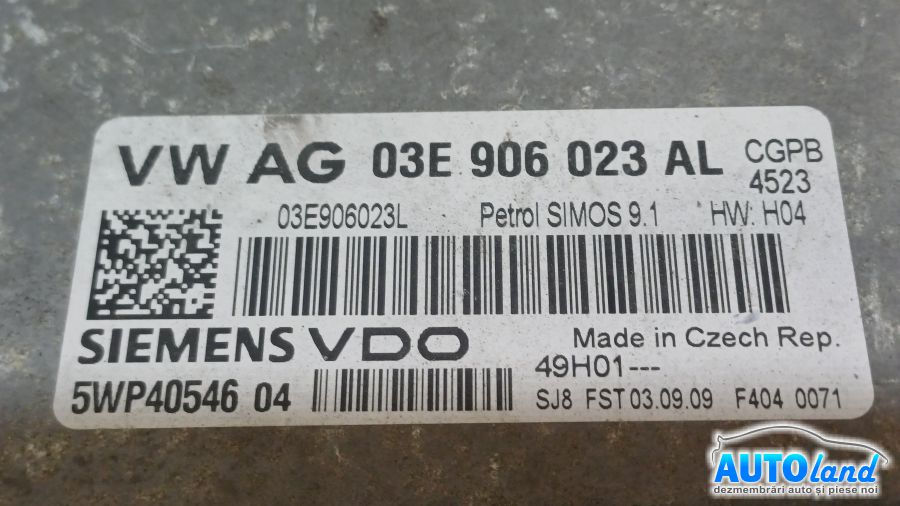 VW AG 03E 906 023 AL CGPB
4523
03E906023L Petrol SIMOS 9.1 HW: H04
SIEMENS VDO Made in Czech Rep.
49H01---
5WP40546 04 SJ8 FST 03.09.09 F404 0071
AUTOland
dezmembrări auto și piese noi